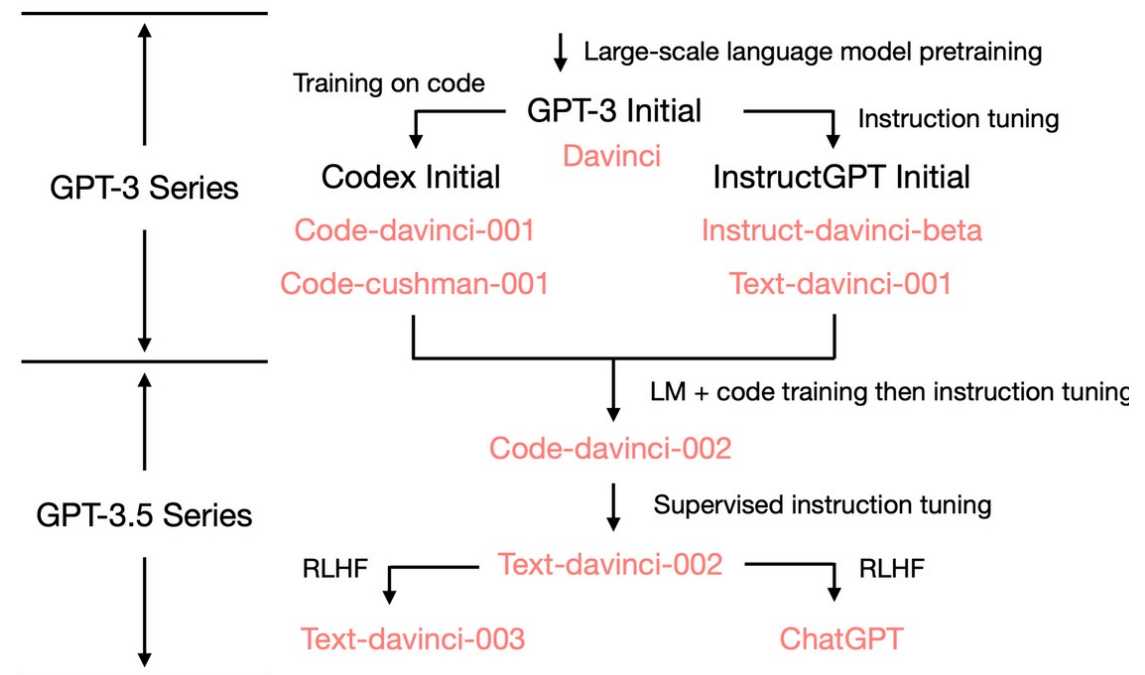 Large-scale language model pretraining
Training on code
GPT-3 Initial
Instruction tuning
Davinci
GPT-3 Series
Codex Initial
InstructGPT Initial
Code-davinci-001
Instruct-davinci-beta
Code-cushman-001
Text-davinci-001
LM + code training then instruction tuning
Code-davinci-002
GPT-3.5 Series
Supervised instruction tuning
RLHF
Text-davinci-002
RLHF
Text-davinci-003
ChatGPT